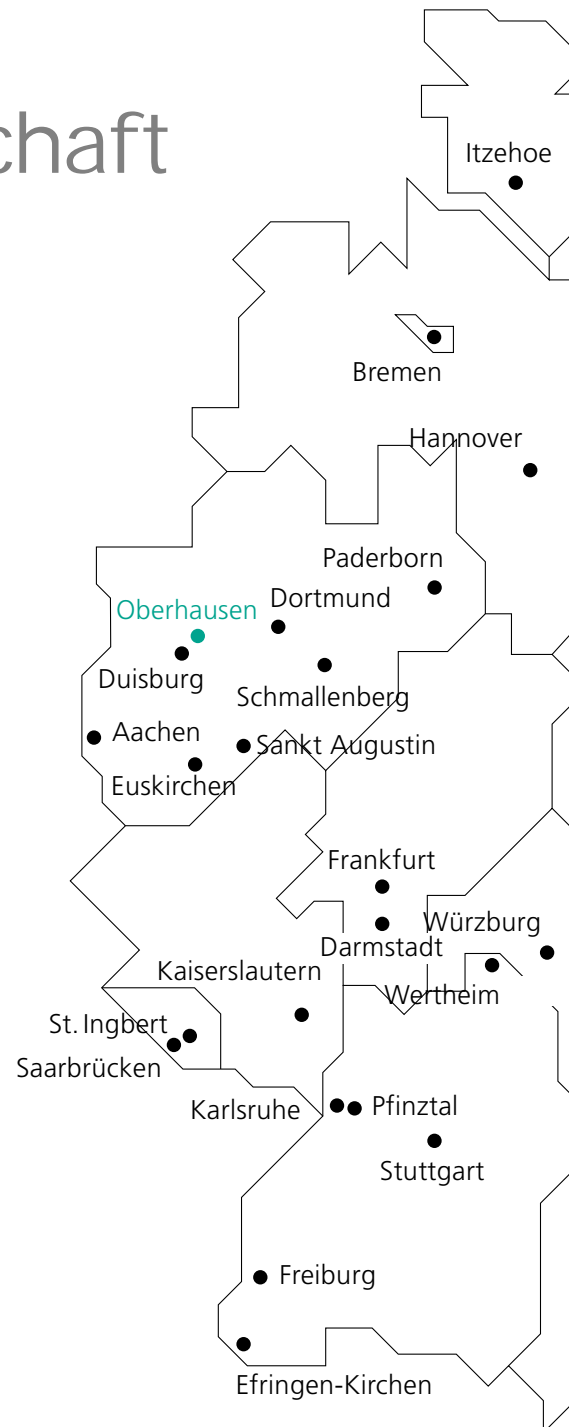 chaft
Itzehoe
Bremen
Hannover
Paderborn
Oberhausen
Dortmund
Duisburg
Schmallenberg
Aachen
Sankt Augustin
Euskirchen
Frankfurt
Würzburg
Darmstadt
Kaiserslautern
Wertheim
St. Ingbert
Saarbrücken
Karlsruhe
Pfinztal
Stuttgart
Freiburg
Efringen-Kirchen